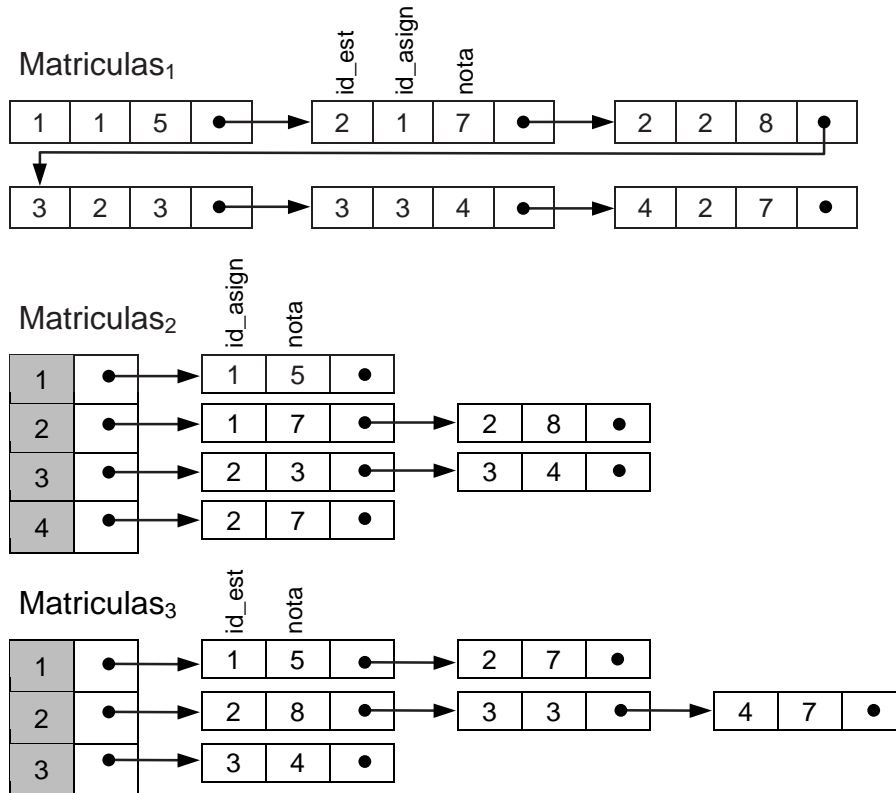 Matriculas₁ id_est id_asign nota
1 1 5 2 1 7 2 2 8
3 2 3 3 3 4 4 2 7
Matriculas₂ id_asign nota
1 1 5
2 1 7 2 8
3 2 3 3 4
4 2 7
Matriculas₃ id_est nota
1 1 5 2 7
2 2 8 3 3 4 7
3 3 4